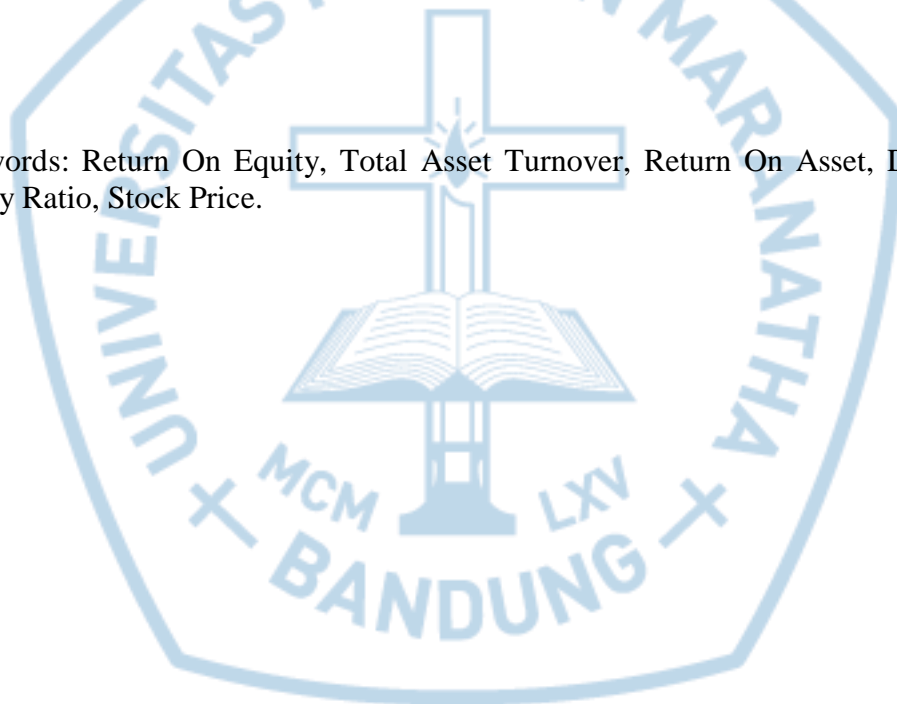 UNIVERSITAS MARANATHA
words: Return On Equity, Total Asset Turnover, Return On Asset,
y Ratio, Stock Price.
MCM LXV
BANDUNG